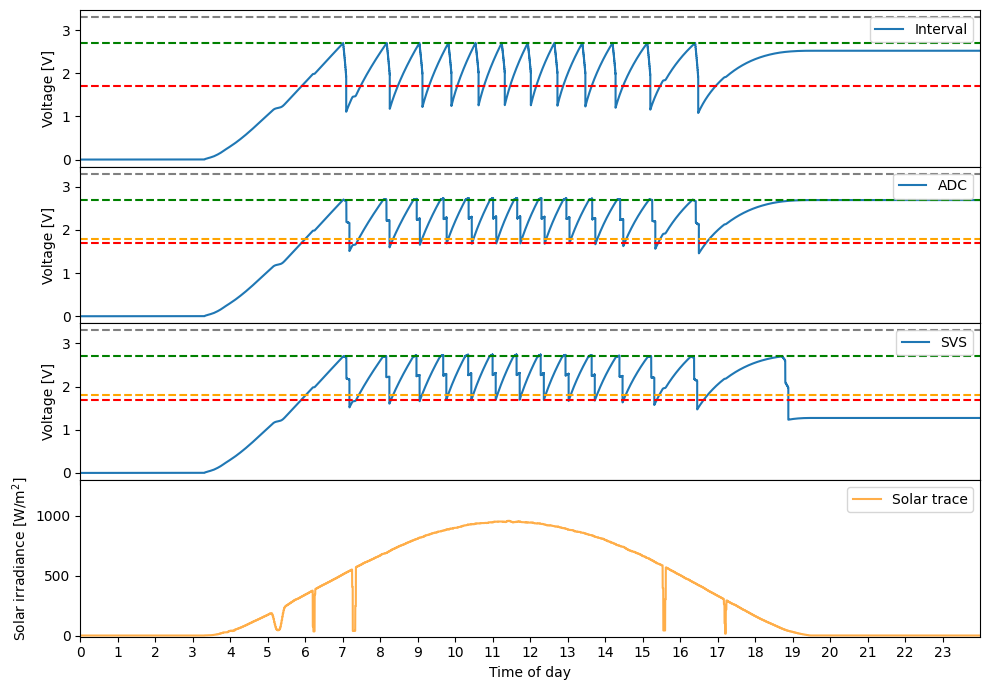 Voltage [V]
3
2
1
0
Interval
Voltage [V]
3
2
1
0
ADC
Voltage [V]
3
2
1
0
SVS
Solar irradiance [W/m²]
1000
500
0
Solar trace
0 1 2 3 4 5 6 7 8 9 10 11 12 13 14 15 16 17 18 19 20 21 22 23
Time of day